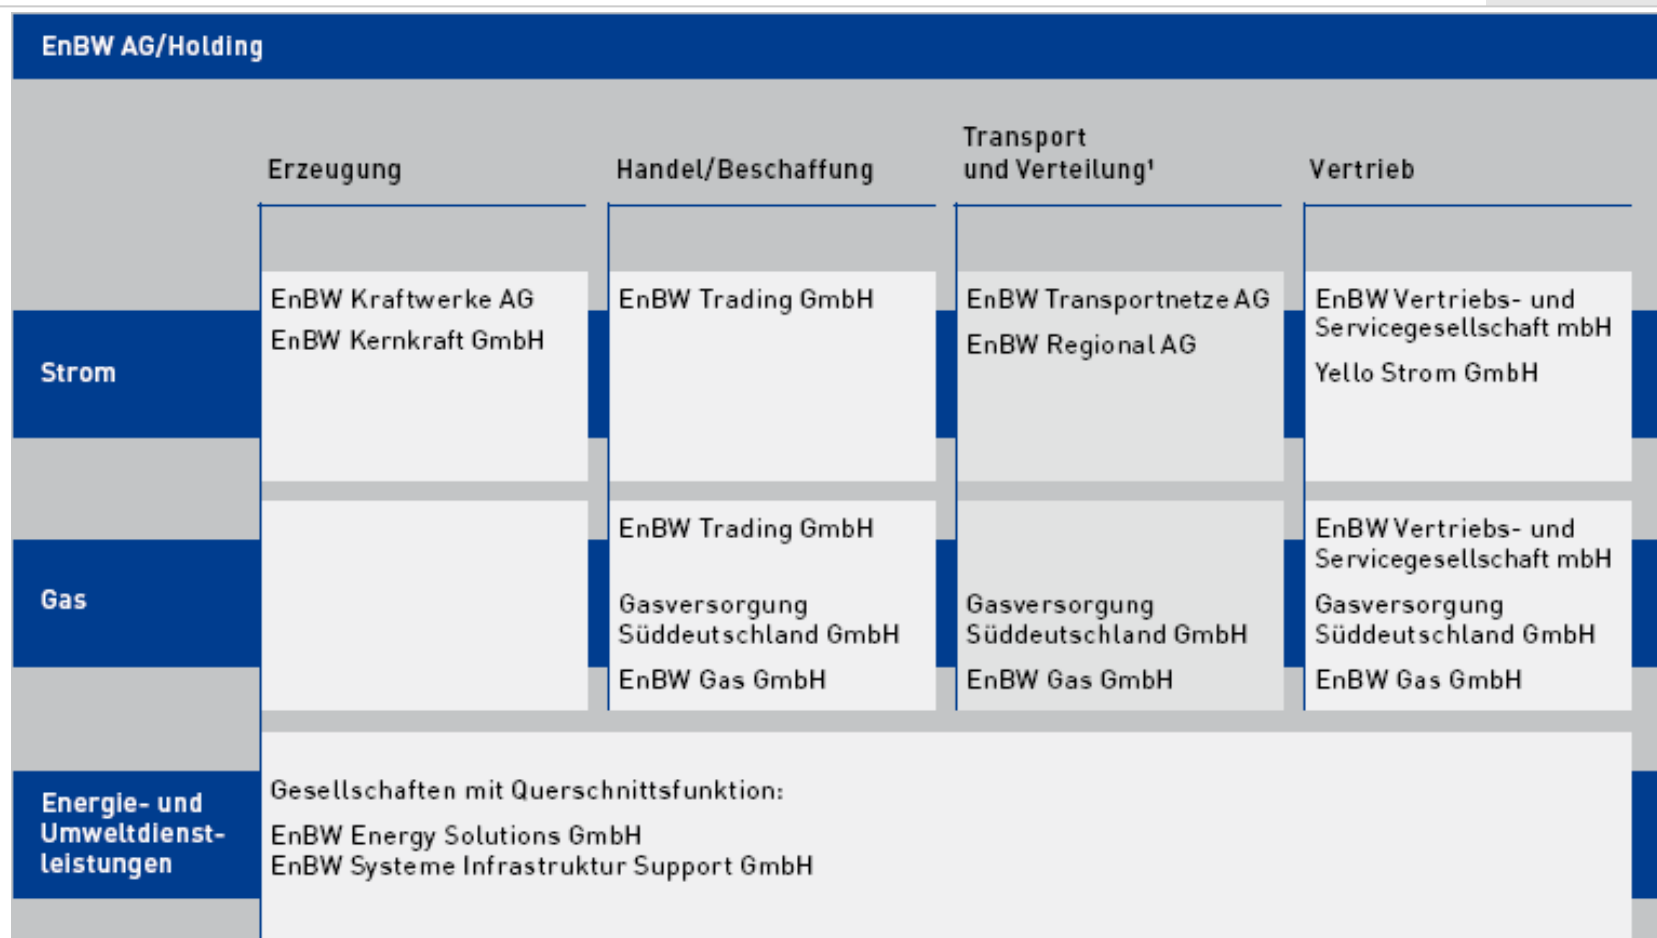 EnBW AG/Holding
Erzeugung
Handel/Beschaffung
Transport
und Verteilung¹
Vertrieb
Strom
EnBW Kraftwerke AG
EnBW Kernkraft GmbH
EnBW Trading GmbH
EnBW Transportnetze AG
EnBW Regional AG
EnBW Vertriebs- und
Servicegesellschaft mbH
Yello Strom GmbH
Gas
EnBW Trading GmbH
Gasversorgung
Süddeutschland GmbH
EnBW Gas GmbH
Gasversorgung
Süddeutschland GmbH
EnBW Gas GmbH
EnBW Vertriebs- und
Servicegesellschaft mbH
Gasversorgung
Süddeutschland GmbH
EnBW Gas GmbH
Energie- und
Umweltdienst-
leistungen
Gesellschaften mit Querschnittsfunktion:
EnBW Energy Solutions GmbH
EnBW Systeme Infrastruktur Support GmbH